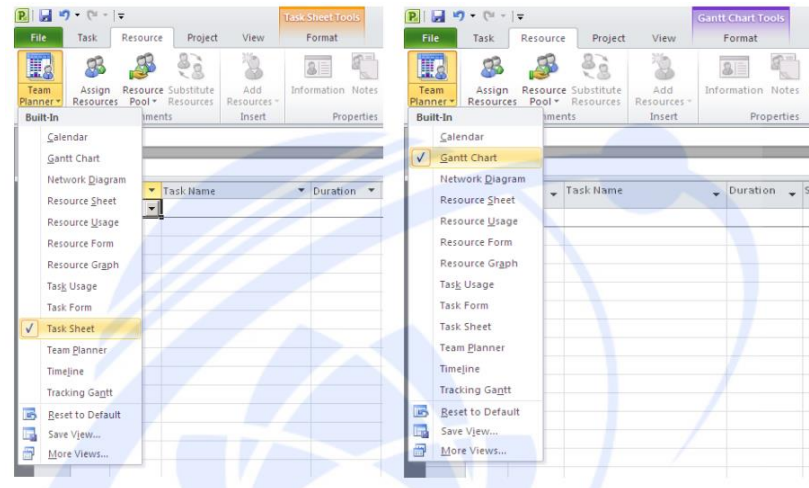 Task Sheet Tools
File Task Resource Project View Format
Team Planner Assign Resources Resource Pool Substitute Resources Add Resources Information Notes
Insert Properties
Built-In
Calendar
Gantt Chart
Network Diagram
Resource Sheet
Resource Usage
Resource Form
Resource Graph
Task Usage
Task Form
Task Sheet
Team Planner
Timeline
Tracking Gantt
Reset to Default
Save View...
More Views...
Task Name Duration
Gantt Chart Tools
File Task Resource Project View Format
Team Planner Assign Resources Resource Pool Substitute Resources Add Resources Information Notes
Insert Properties
Built-In
Calendar
Gantt Chart
Network Diagram
Resource Sheet
Resource Usage
Resource Form
Resource Graph
Task Usage
Task Form
Task Sheet
Team Planner
Timeline
Tracking Gantt
Reset to Default
Save View...
More Views...
Task Name Duration